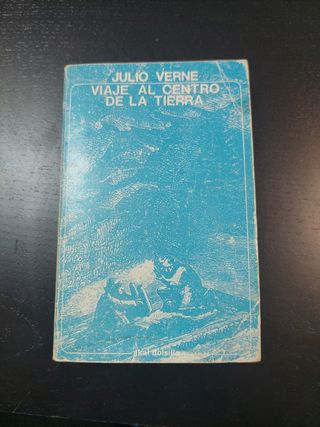 JULIO VERNE
VIAJE AL CENTRO
DE LA TIERRA
akal bolsillo